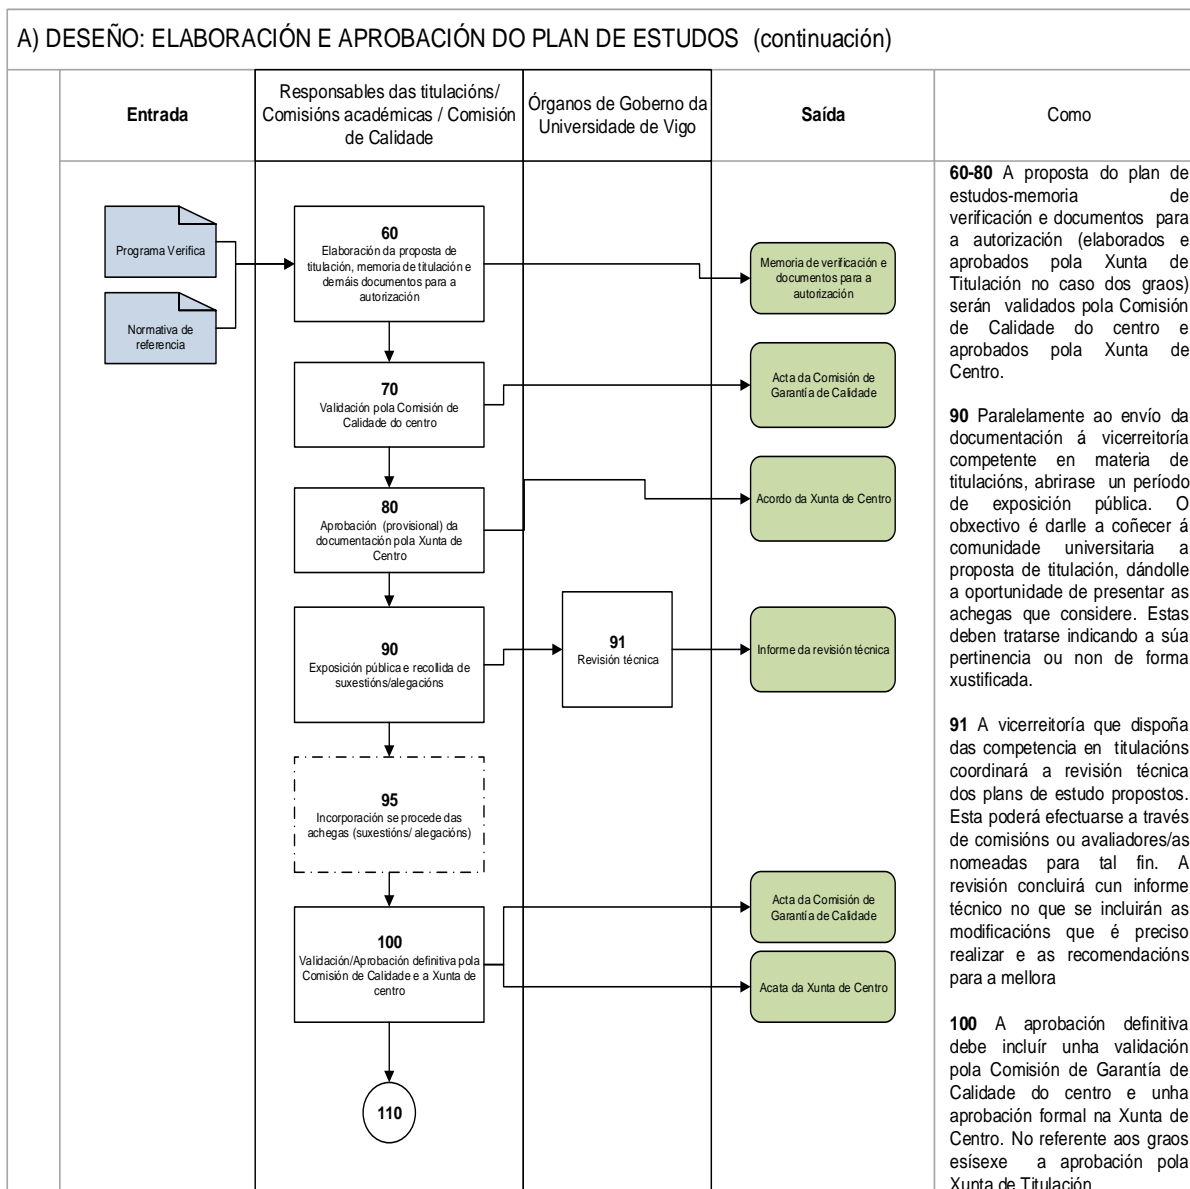 A) DESEÑO: ELABORACIÓN E APROBACIÓN DO PLAN DE ESTUDOS (continuación)
Entrada
Responsables das titulacións/
Comisións académicas / Comisión
de Calidade
Órganos de Goberno da
Universidade de Vigo
Saída
Como
Programa Verifica
Normativa de
referencia
60
Elaboración da proposta de
titulación, memoria de titulación e
demáis documentos para a
autorización
Memoria de verificación e
documentos para a
autorización
70
Validación pola Comisión de
Calidade do centro
Acta da Comisión de
Garantía de Calidade
80
Aprobación (provisional) da
documentación pola Xunta de
Centro
Acordo da Xunta de Centro
90
Exposición pública e recollida de
suxestións/alegacións
91
Revisión técnica
Informe da revisión técnica
95
Incorporación se procede das
achegas (suxestións/ alegacións)
100
Validación/Aprobación definitiva pola
Comisión de Calidade e a Xunta de
centro
Acta da Comisión de
Garantía de Calidade
Acata da Xunta de Centro
110
60-80 A proposta do plan de
estudos-memoria de
verificación e documentos para
a autorización (elaborados e
aprobados pola Xunta de
Titulación no caso dos graos)
serán validados pola Comisión
de Calidade do centro e
aprobados pola Xunta de
Centro.
90 Paralelamente ao envío da
documentación á vicerreitoría
competente en materia de
titulacións, abrirase un período
de exposición pública. O
obxectivo é darlle a coñecer á
comunidade universitaria a
proposta de titulación, dándolle
a oportunidade de presentar as
achegas que considere. Estas
deben tratarse indicando a súa
pertinencia ou non de forma
xustificada.
91 A vicerreitoría que dispoña
das competencia en titulacións
coordinará a revisión técnica
dos plans de estudo propostos.
Esta poderá efectuarse a través
de comisións ou avaliadores/as
nomeadas para tal fin. A
revisión concluirá cun informe
técnico no que se incluirán as
modificacións que é preciso
realizar e as recomendacións
para a mellora
100 A aprobación definitiva
debe incluír unha validación
pola Comisión de Garantía de
Calidade do centro e unha
aprobación formal na Xunta de
Centro. No referente aos graos
esísexe a aprobación pola
Xunta de Titulación